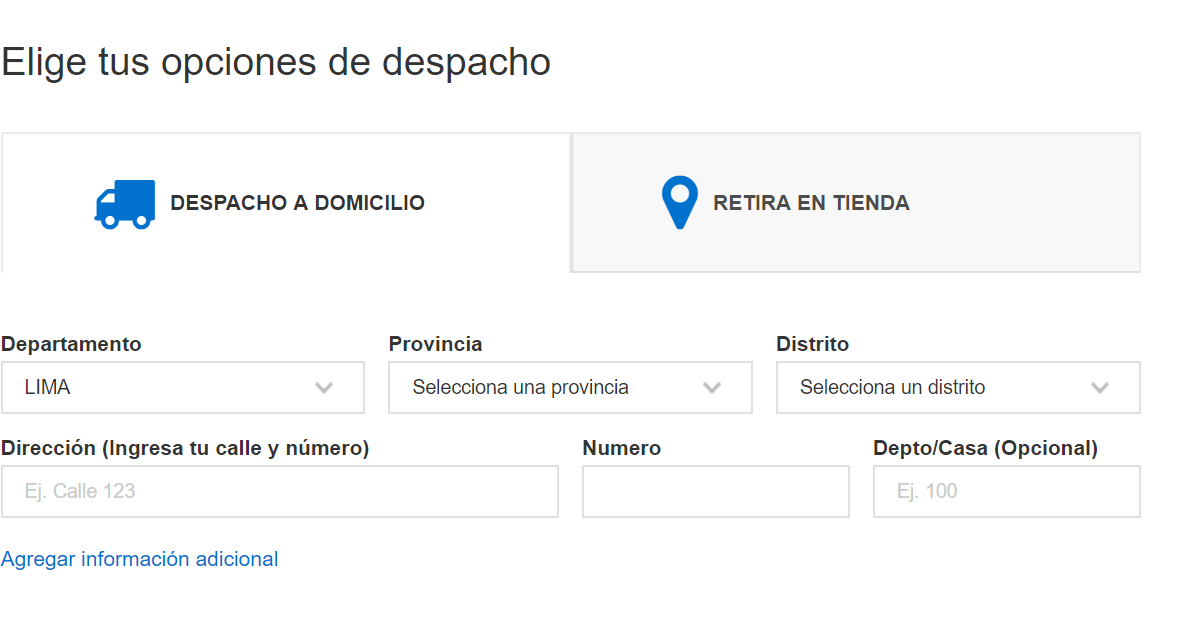 Elige tus opciones de despacho
DESPACHO A DOMICILIO
RETIRA EN TIENDA
Departamento
Provincia
Distrito
LIMA
Selecciona una provincia
Selecciona un distrito
Dirección (Ingresa tu calle y número)
Numero
Depto/Casa (Opcional)
Ej. Calle 123
Ej. 100
Agregar información adicional